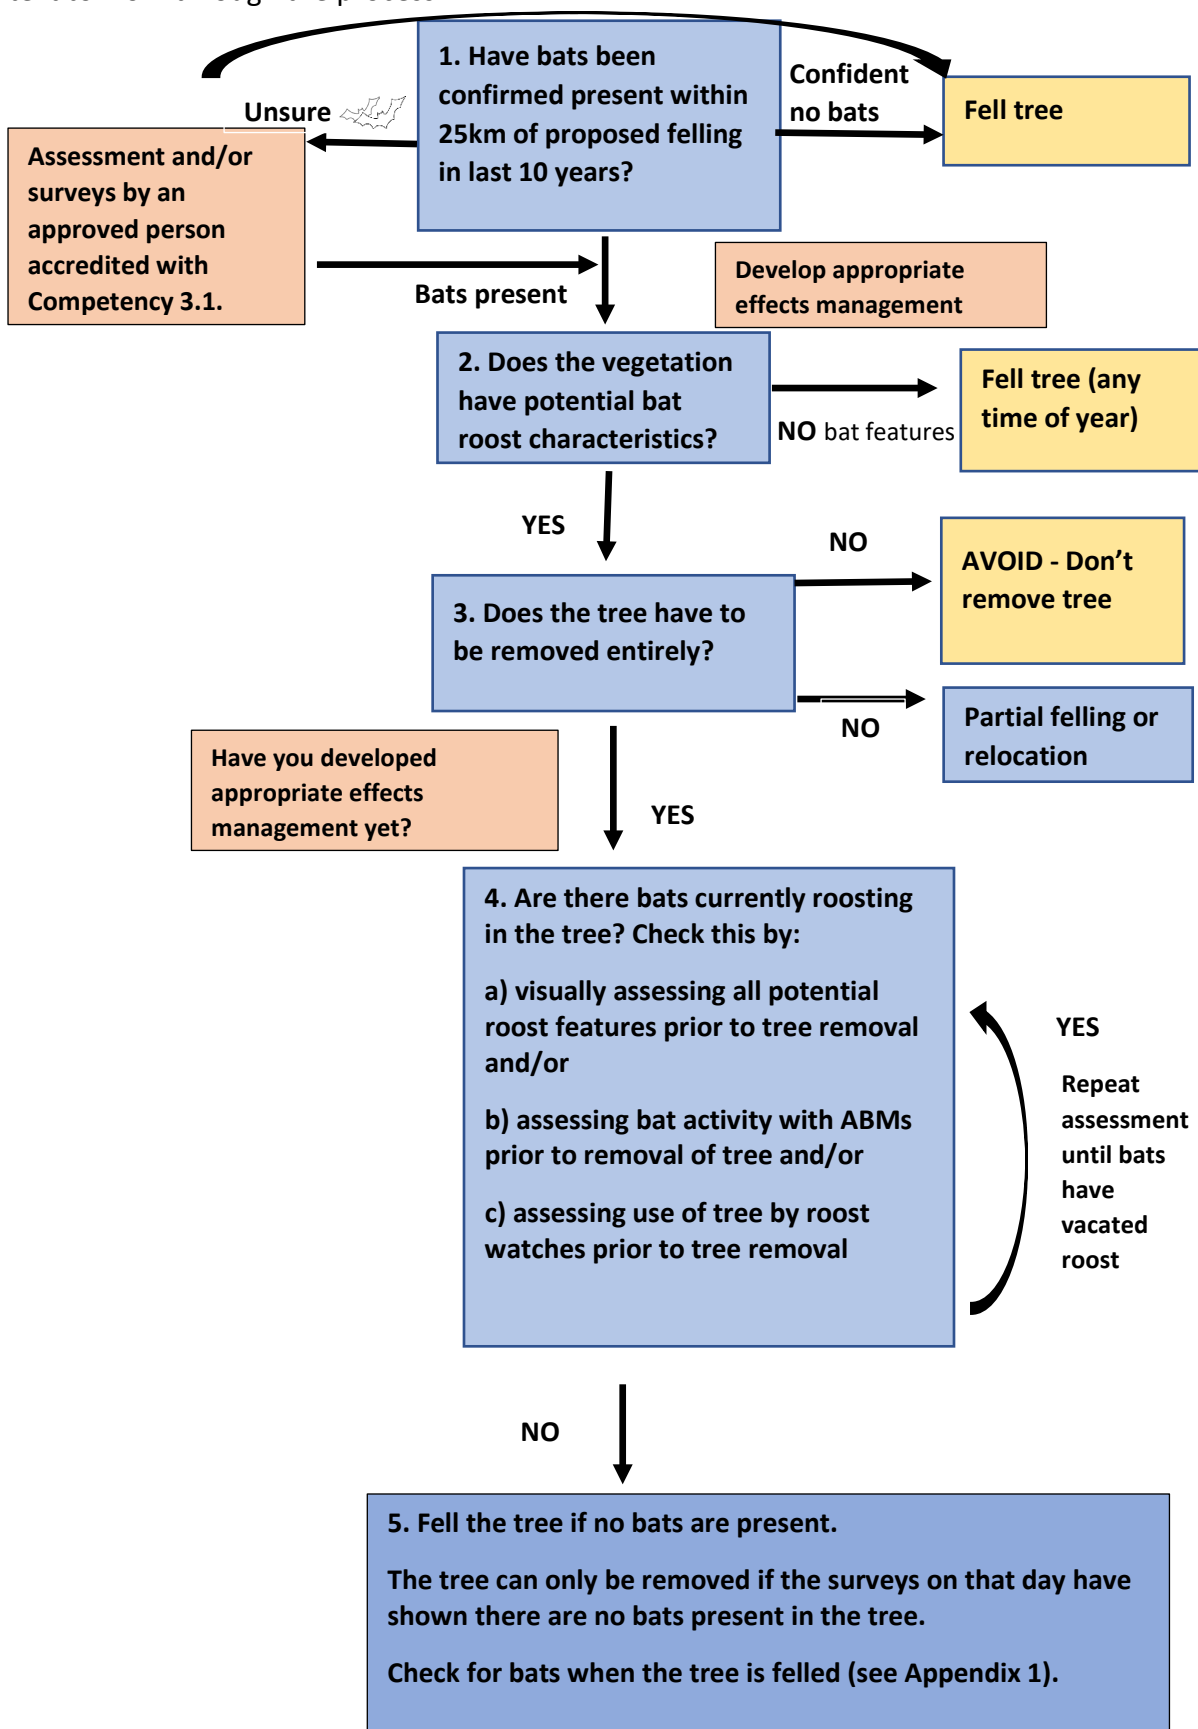 1. Have bats been
confirmed present within
25km of proposed felling
in last 10 years?
Confident
no bats
Fell tree
Unsure
Assessment and/or
surveys by an
approved person
accredited with
Competency 3.1.
Bats present
Develop appropriate
effects management
2. Does the vegetation
have potential bat
roost characteristics?
NO bat features
Fell tree (any
time of year)
YES
NO
AVOID - Don’t
remove tree
3. Does the tree have to
be removed entirely?
NO
Partial felling or
relocation
Have you developed
appropriate effects
management yet?
YES
4. Are there bats currently roosting
in the tree? Check this by:
a) visually assessing all potential
roost features prior to tree removal
and/or
b) assessing bat activity with ABMs
prior to removal of tree and/or
c) assessing use of tree by roost
watches prior to tree removal
YES
Repeat
assessment
until bats
have
vacated
roost
NO
5. Fell the tree if no bats are present.
The tree can only be removed if the surveys on that day have
shown there are no bats present in the tree.
Check for bats when the tree is felled (see Appendix 1).